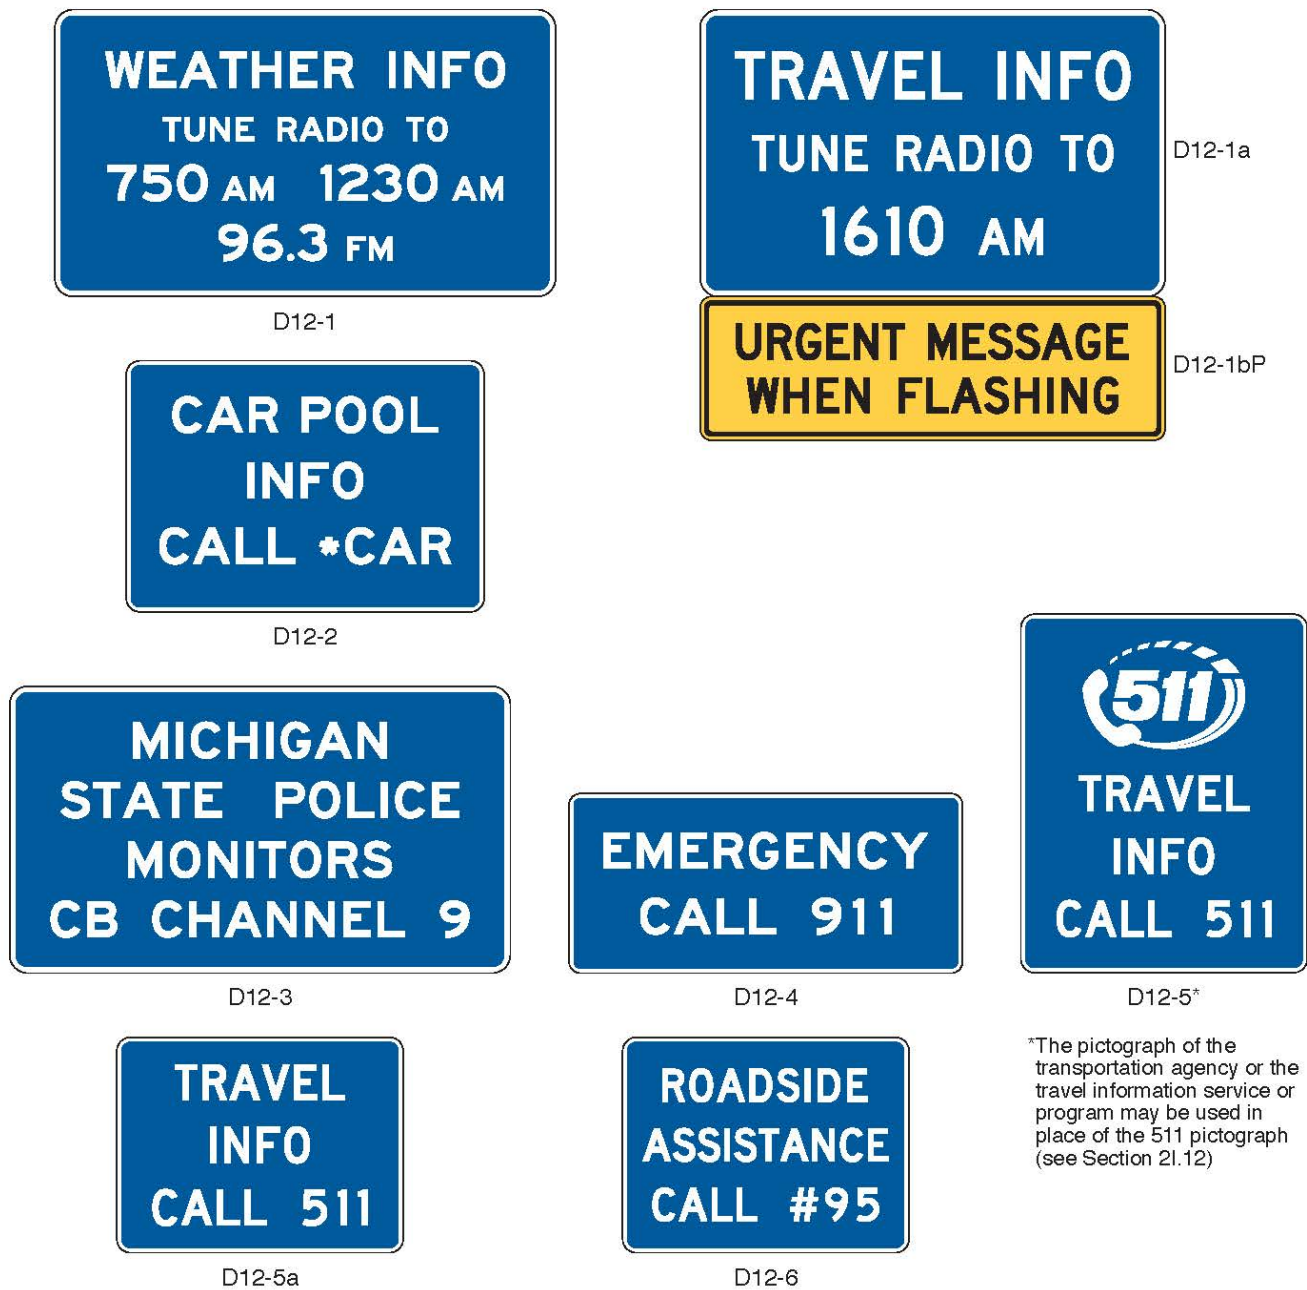 WEATHER INFO
TUNE RADIO TO
750 AM 1230 AM
96.3 FM
D12-1
TRAVEL INFO
TUNE RADIO TO
1610 AM
D12-1a
URGENT MESSAGE
WHEN FLASHING
D12-1bP
CAR POOL
INFO
CALL *CAR
D12-2
MICHIGAN
STATE POLICE
MONITORS
CB CHANNEL 9
D12-3
EMERGENCY
CALL 911
D12-4
511
TRAVEL
INFO
CALL 511
D12-5*
*The pictograph of the
transportation agency or the
travel information service or
program may be used in
place of the 511 pictograph
(see Section 2I.12)
TRAVEL
INFO
CALL 511
D12-5a
ROADSIDE
ASSISTANCE
CALL #95
D12-6